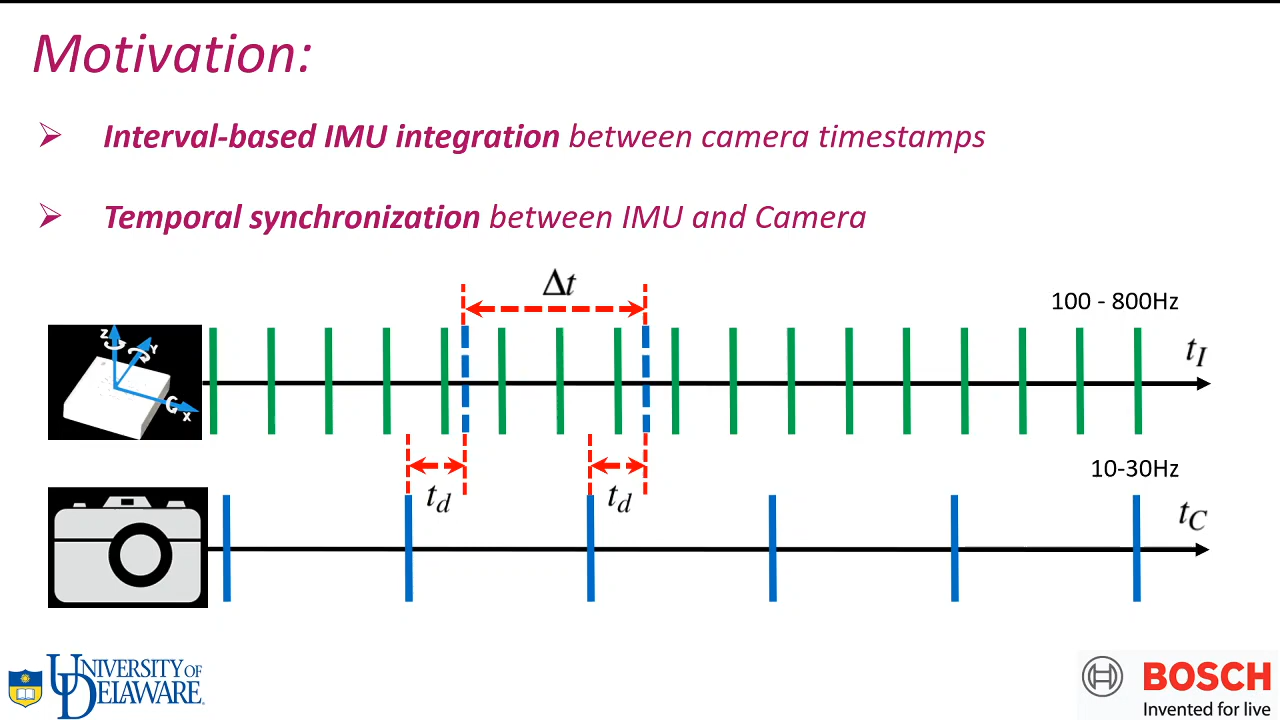 Motivation:
➢ Interval-based IMU integration between camera timestamps
➢ Temporal synchronization between IMU and Camera
Δt
100 - 800Hz
Z
Y
X
t_I
10-30Hz
t_d
t_d
t_C
UNIVERSITY OF DELAWARE.
BOSCH
Invented for live